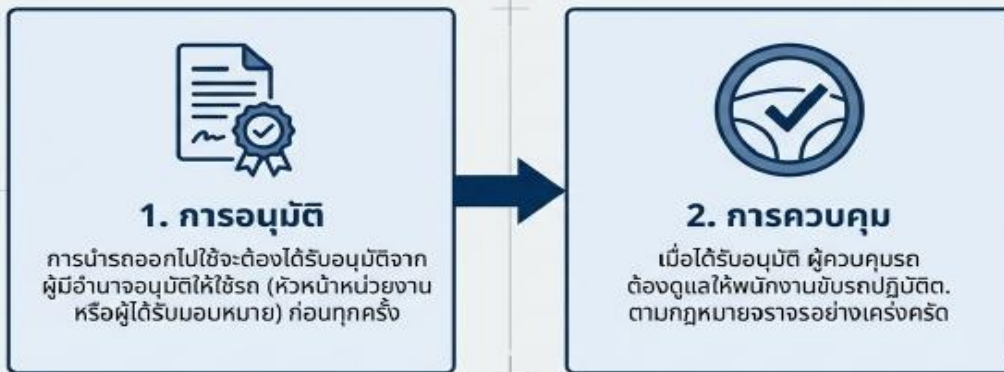 1. การอนุมัติ
การนำรถออกไปใช้จะต้องได้รับอนุมัติจาก
ผู้มีอำนาจอนุมัติให้ใช้รถ (หัวหน้าหน่วยงาน
หรือผู้ได้รับมอบหมาย) ก่อนทุกครั้ง
2. การควบคุม
เมื่อได้รับอนุมัติ ผู้ควบคุมรถ
ต้องดูแลให้พนักงานขับรถปฏิบัติต.
ตามกฎหมายจราจรอย่างเคร่งครัด